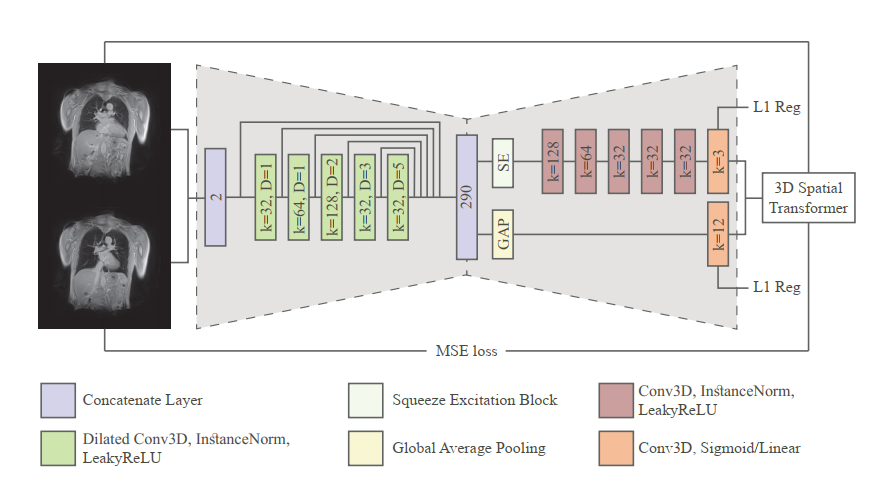 L1 Reg
2
k=32, D=1
k=64, D=1
k=128, D=2
k=32, D=3
k=32, D=5
290
SE
k=128
k=64
k=32
k=32
k=32
k=3
GAP
k=12
3D Spatial
Transformer
L1 Reg
MSE loss
Concatenate Layer
Squeeze Excitation Block
Conv3D, InstanceNorm,
LeakyReLU
Dilated Conv3D, InstanceNorm,
LeakyReLU
Global Average Pooling
Conv3D, Sigmoid/Linear